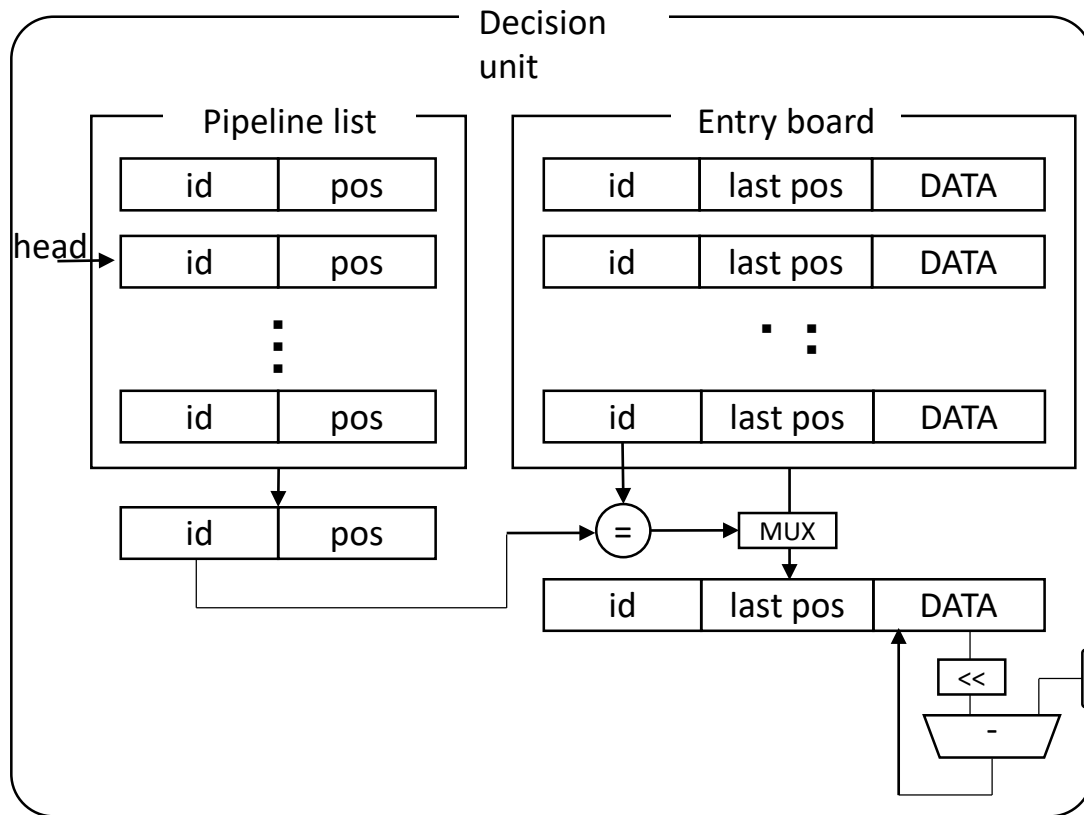 Decision
unit
Pipeline list
Entry board
id pos
id last pos DATA
head
id pos
id last pos DATA
id pos
id last pos DATA
id pos
=
MUX
id last pos DATA
<<
-